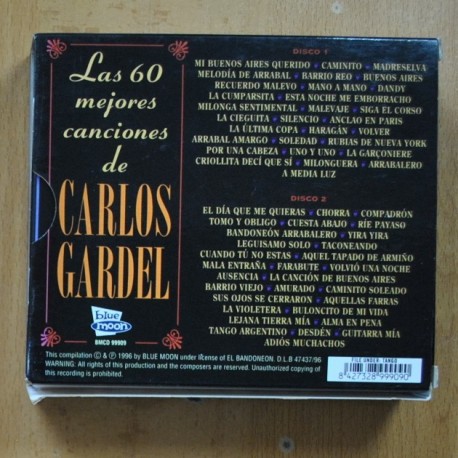 Las 60
mejores
canciones
de
CARLOS
GARDEL
blue
moon
BMCD 99909
DISCO 1
MI BUENOS AIRES QUERIDO • CAMINITO • MADRESELVA
MELODÍA DE ARRABAL • BARRIO REO • BUENOS AIRES
RECUERDO MALEVO • MANO A MANO • DANDY
LA CUMPARSITA • ESTA NOCHE ME EMBORRACHO
MILONGA SENTIMENTAL • MALEVAJE • SIGA EL CORSO
LA CIEGUITA • SILENCIO • ANCLAO EN PARIS
LA ÚLTIMA COPA • HARAGÁN • VOLVER
ARRABAL AMARGO • SOLEDAD • RUBIAS DE NUEVA YORK
POR UNA CABEZA • UNO Y UNO • LA GARÇONIERE
CRIOLLITA DECÍ QUE SÍ • MILONGUERA • ARRABALERO
A MEDIA LUZ
DISCO 2
EL DÍA QUE ME QUIERAS • CHORRA • COMPADRÓN
TOMO Y OBLIGO • CUESTA ABAJO • RÍE PAYASO
BANDONEÓN ARRABALERO • YIRA YIRA
LEGUISAMO SOLO • TACONEANDO
CUANDO TÚ NO ESTAS • AQUEL TAPADO DE ARMIÑO
MALA ENTRAÑA • FARABUTE • VOLVIÓ UNA NOCHE
AUSENCIA • LA CANCIÓN DE BUENOS AIRES
BARRIO VIEJO • AMURADO • CAMINITO SOLEADO
SUS OJOS SE CERRARON • AQUELLAS FARRAS
LA VIOLETERA • BULONCITO DE MI VIDA
LEJANA TIERRA MÍA • ALMA EN PENA
TANGO ARGENTINO • DESDÉN • GUITARRA MÍA
ADIÓS MUCHACHOS
This compilation © & ℗ 1996 by BLUE MOON under license of EL BANDONEON. D.L.B 47437/96
WARNING: All rights of this production and the composers are reserved. Unauthorized copying of
this recording is prohibited.
FILE UNDER: TANGO
8 427328 999090